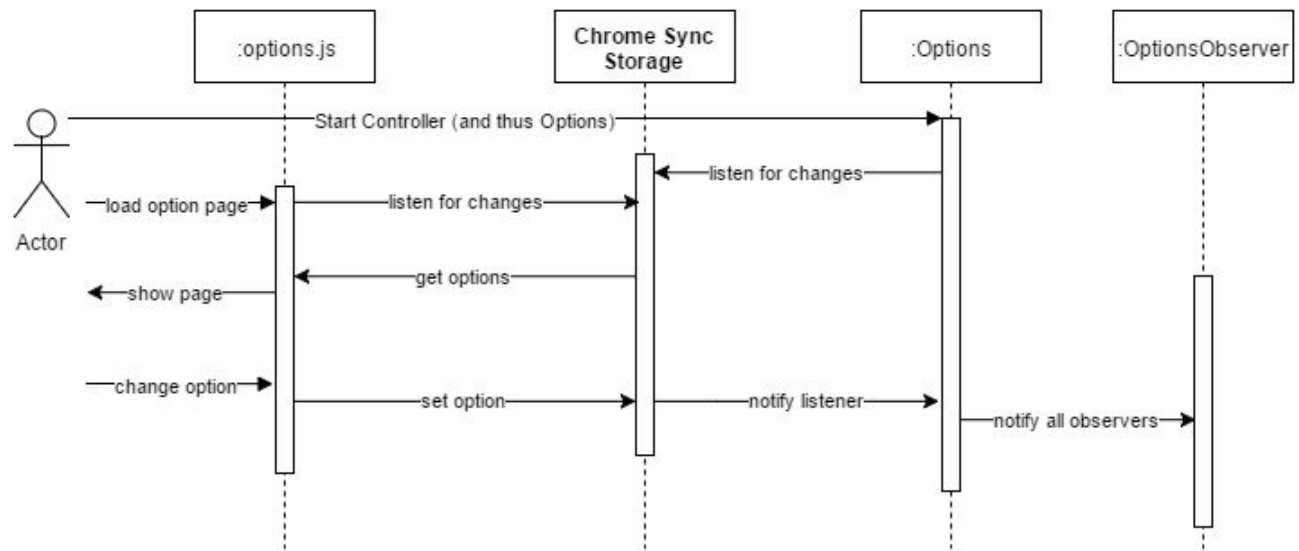 :options.js
Chrome Sync
Storage
:Options
:OptionsObserver
Start Controller (and thus Options)
listen for changes
load option page
listen for changes
Actor
get options
show page
change option
set option
notify listener
notify all observers